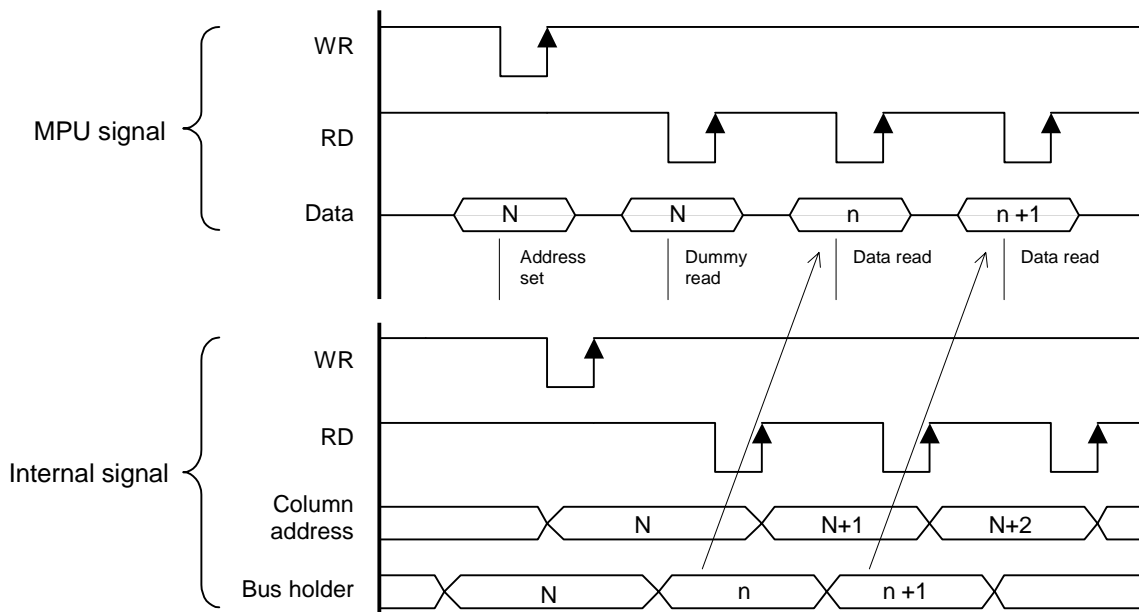 MPU signal
WR
RD
Data
N
N
n
n +1
Address
set
Dummy
read
Data read
Data read
Internal signal
WR
RD
Column
address
N
N+1
N+2
Bus holder
N
n
n +1